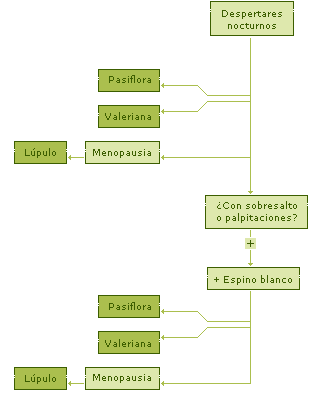 Despertares
nocturnos
Pasiflora
Valeriana
Lúpulo
Menopausia
¿Con sobresalto
o palpitaciones?
+
+ Espino blanco
Pasiflora
Valeriana
Lúpulo
Menopausia